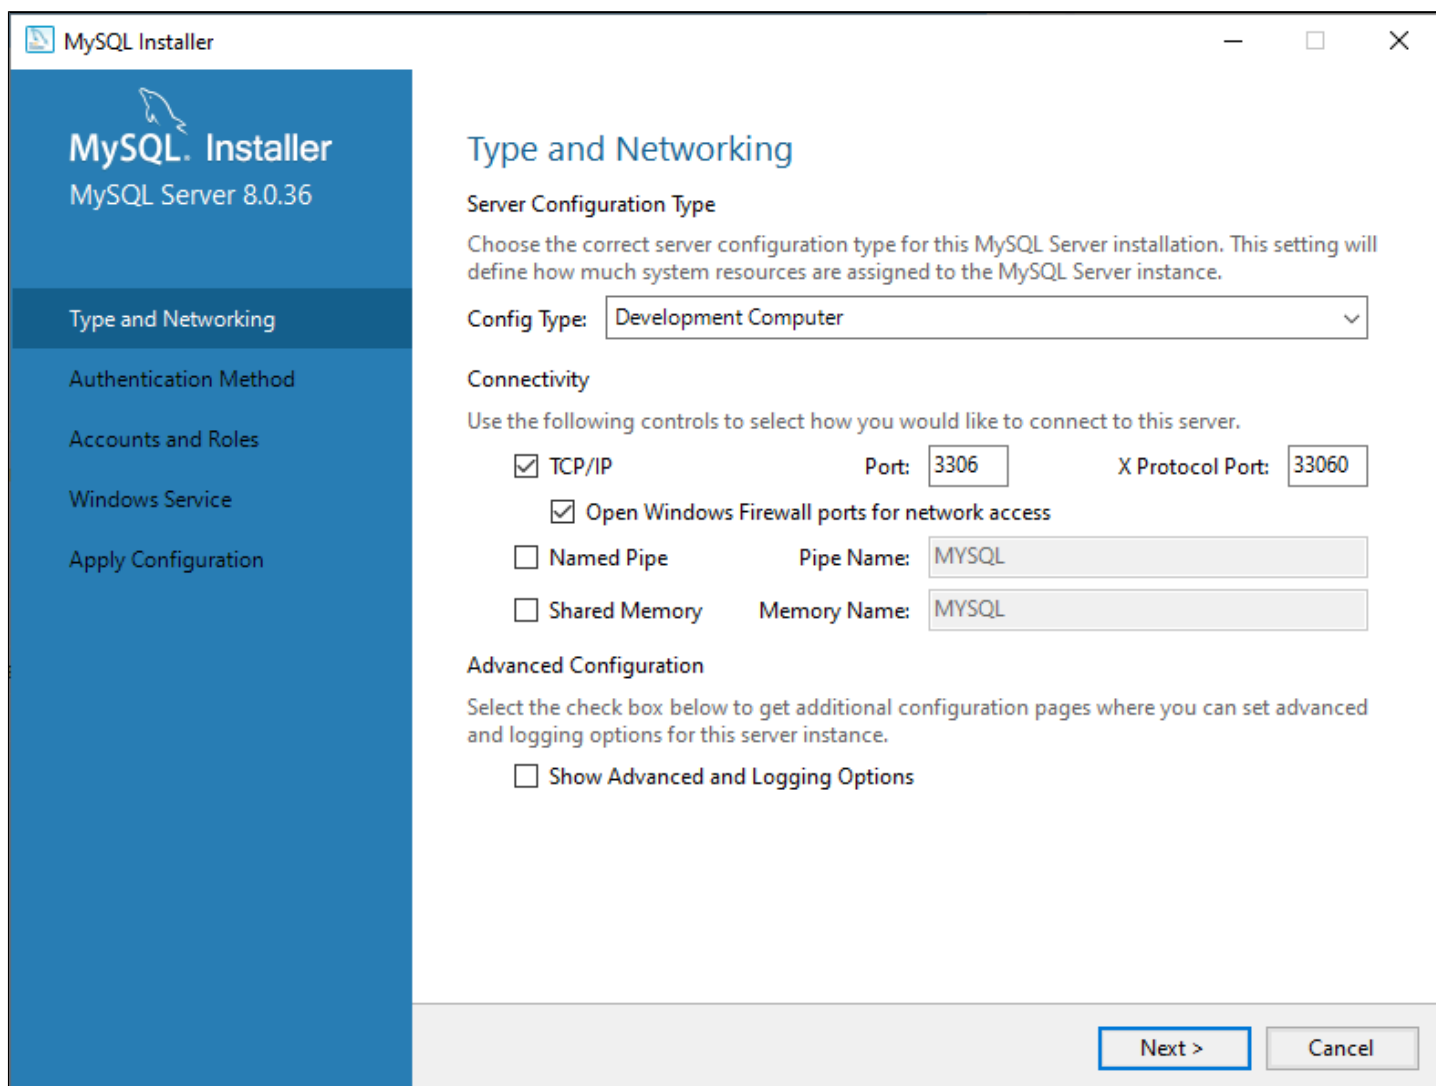 MySQL Installer
MySQL. Installer
MySQL Server 8.0.36
Type and Networking
Authentication Method
Accounts and Roles
Windows Service
Apply Configuration
Type and Networking
Server Configuration Type
Choose the correct server configuration type for this MySQL Server installation. This setting will
define how much system resources are assigned to the MySQL Server instance.
Config Type: Development Computer
Connectivity
Use the following controls to select how you would like to connect to this server.
TCP/IP Port: 3306 X Protocol Port: 33060
Open Windows Firewall ports for network access
Named Pipe Pipe Name: MYSQL
Shared Memory Memory Name: MYSQL
Advanced Configuration
Select the check box below to get additional configuration pages where you can set advanced
and logging options for this server instance.
Show Advanced and Logging Options
Next > Cancel